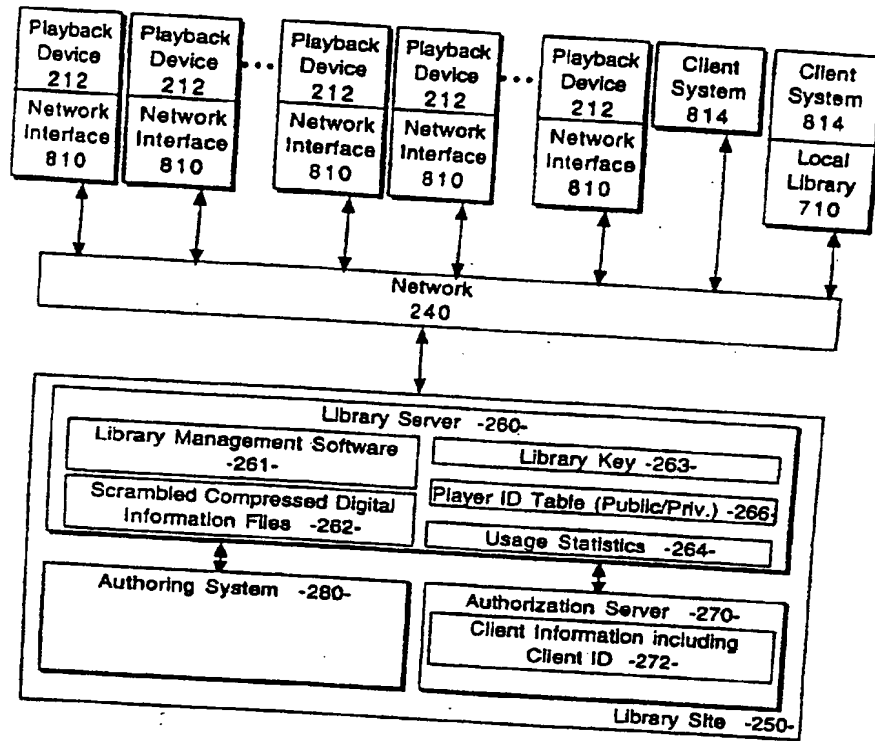 Playback
Device
212
Network
Interface
810
Playback
Device
212
Network
Interface
810
Playback
Device
212
Network
Interface
810
Playback
Device
212
Network
Interface
810
Playback
Device
212
Network
Interface
810
Client
System
814
Client
System
814
Local
Library
710
Network
240
Library Server -260-
Library Management Software
-261-
Scrambled Compressed Digital
Information Files -262-
Library Key -263-
Player ID Table (Public/Priv.) -266-
Usage Statistics -264-
Authoring System -280-
Authorization Server -270-
Client Information including
Client ID -272-
Library Site -250-